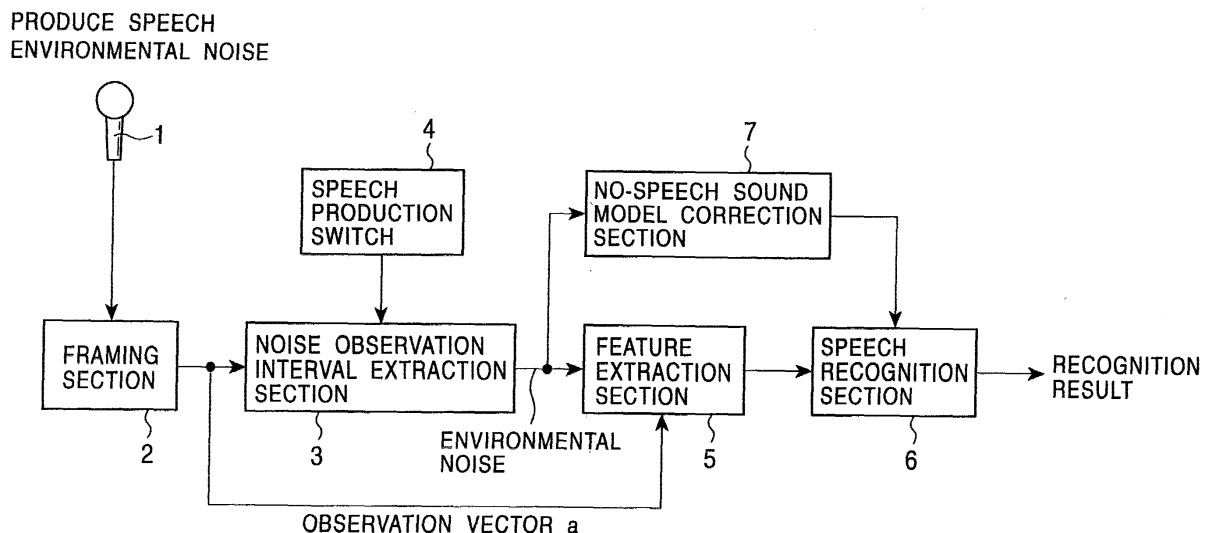 PRODUCE SPEECH
ENVIRONMENTAL NOISE
1
4
7
SPEECH
PRODUCTION
SWITCH
NO-SPEECH SOUND
MODEL CORRECTION
SECTION
FRAMING
SECTION
NOISE OBSERVATION
INTERVAL EXTRACTION
SECTION
FEATURE
EXTRACTION
SECTION
SPEECH
RECOGNITION
SECTION
RECOGNITION
RESULT
2
3
ENVIRONMENTAL
NOISE
5
6
OBSERVATION VECTOR a